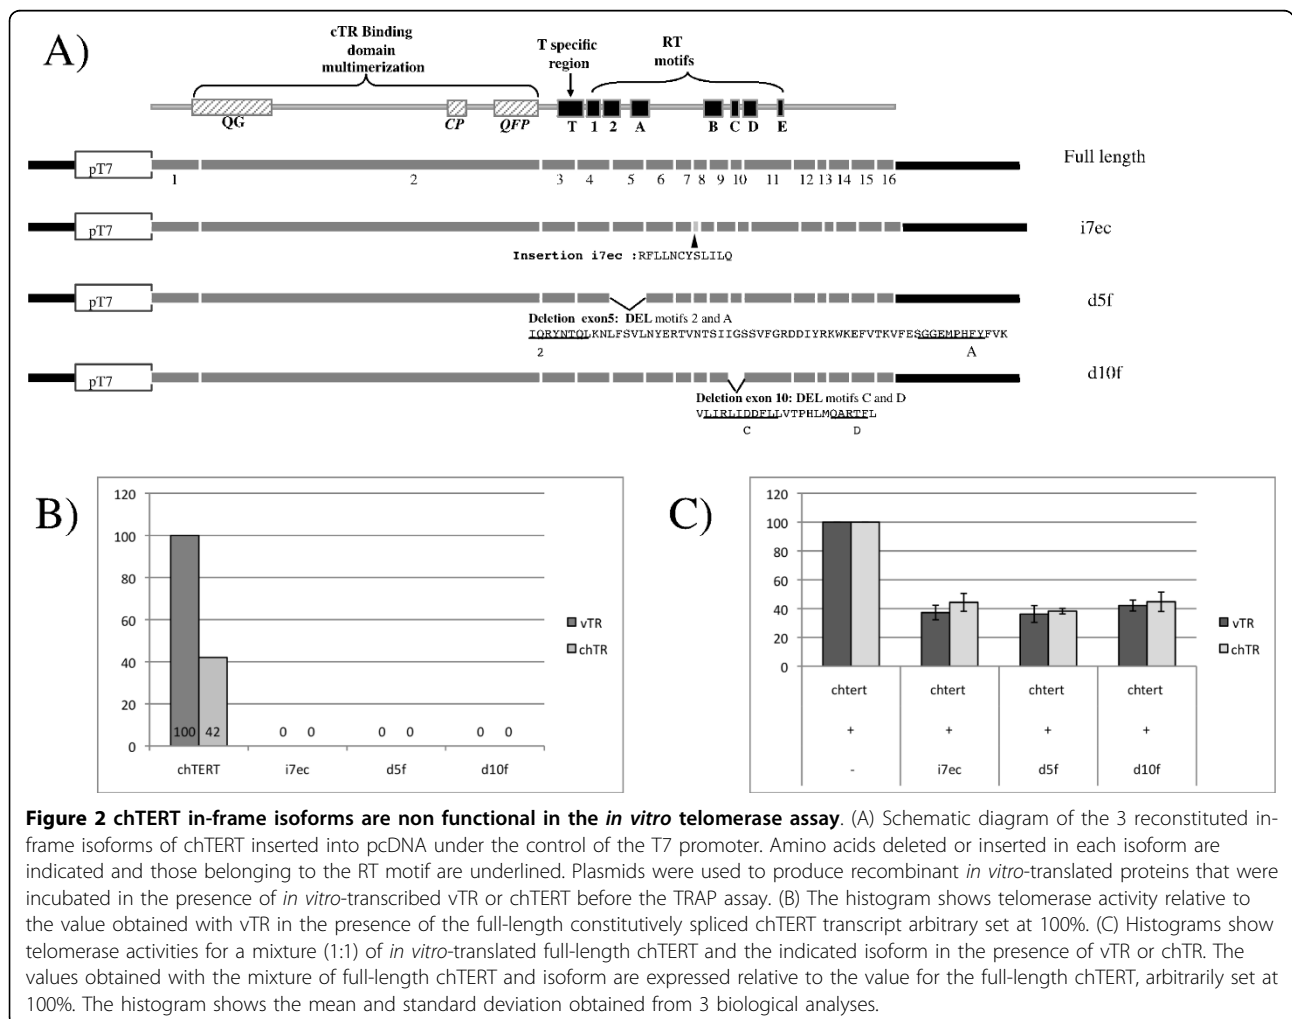 A)
cTR Binding
domain
multimerization
T specific
region
RT
motifs
QG CP QFP T 1 2 A B C D E
pT7 Full length
1 2 3 4 5 6 7 8 9 10 11 12 13 14 15 16
pT7 i7ec
Insertion i7ec :RFLLNCYSLILQ
pT7 d5f
Deletion exon5: DEL motifs 2 and A
IQRYNTQLKNLFSVLNYERTVNTSIIGSSVFGRDDIYRKWKEFVTKVFESGGEMPHFYFVK
2 A
pT7 d10f
Deletion exon 10: DEL motifs C and D
VLIRLIDDFLLVTPHLMQARTFL
C D
B)
120
100
80
60
40
20
0
100 42 0 0 0 0 0 0
chTERT i7ec d5f d10f
vTR
chTR
C)
120
100
80
60
40
20
0
chtert chtert chtert chtert
+ + + +
- i7ec d5f d10f
vTR
chTR
Figure 2 chTERT in-frame isoforms are non functional in the in vitro telomerase assay. (A) Schematic diagram of the 3 reconstituted in-
frame isoforms of chTERT inserted into pcDNA under the control of the T7 promoter. Amino acids deleted or inserted in each isoform are
indicated and those belonging to the RT motif are underlined. Plasmids were used to produce recombinant in vitro-translated proteins that were
incubated in the presence of in vitro-transcribed vTR or chTERT before the TRAP assay. (B) The histogram shows telomerase activity relative to
the value obtained with vTR in the presence of the full-length constitutively spliced chTERT transcript arbitrary set at 100%. (C) Histograms show
telomerase activities for a mixture (1:1) of in vitro-translated full-length chTERT and the indicated isoform in the presence of vTR or chTR. The
values obtained with the mixture of full-length chTERT and isoform are expressed relative to the value for the full-length chTERT, arbitrarily set at
100%. The histogram shows the mean and standard deviation obtained from 3 biological analyses.